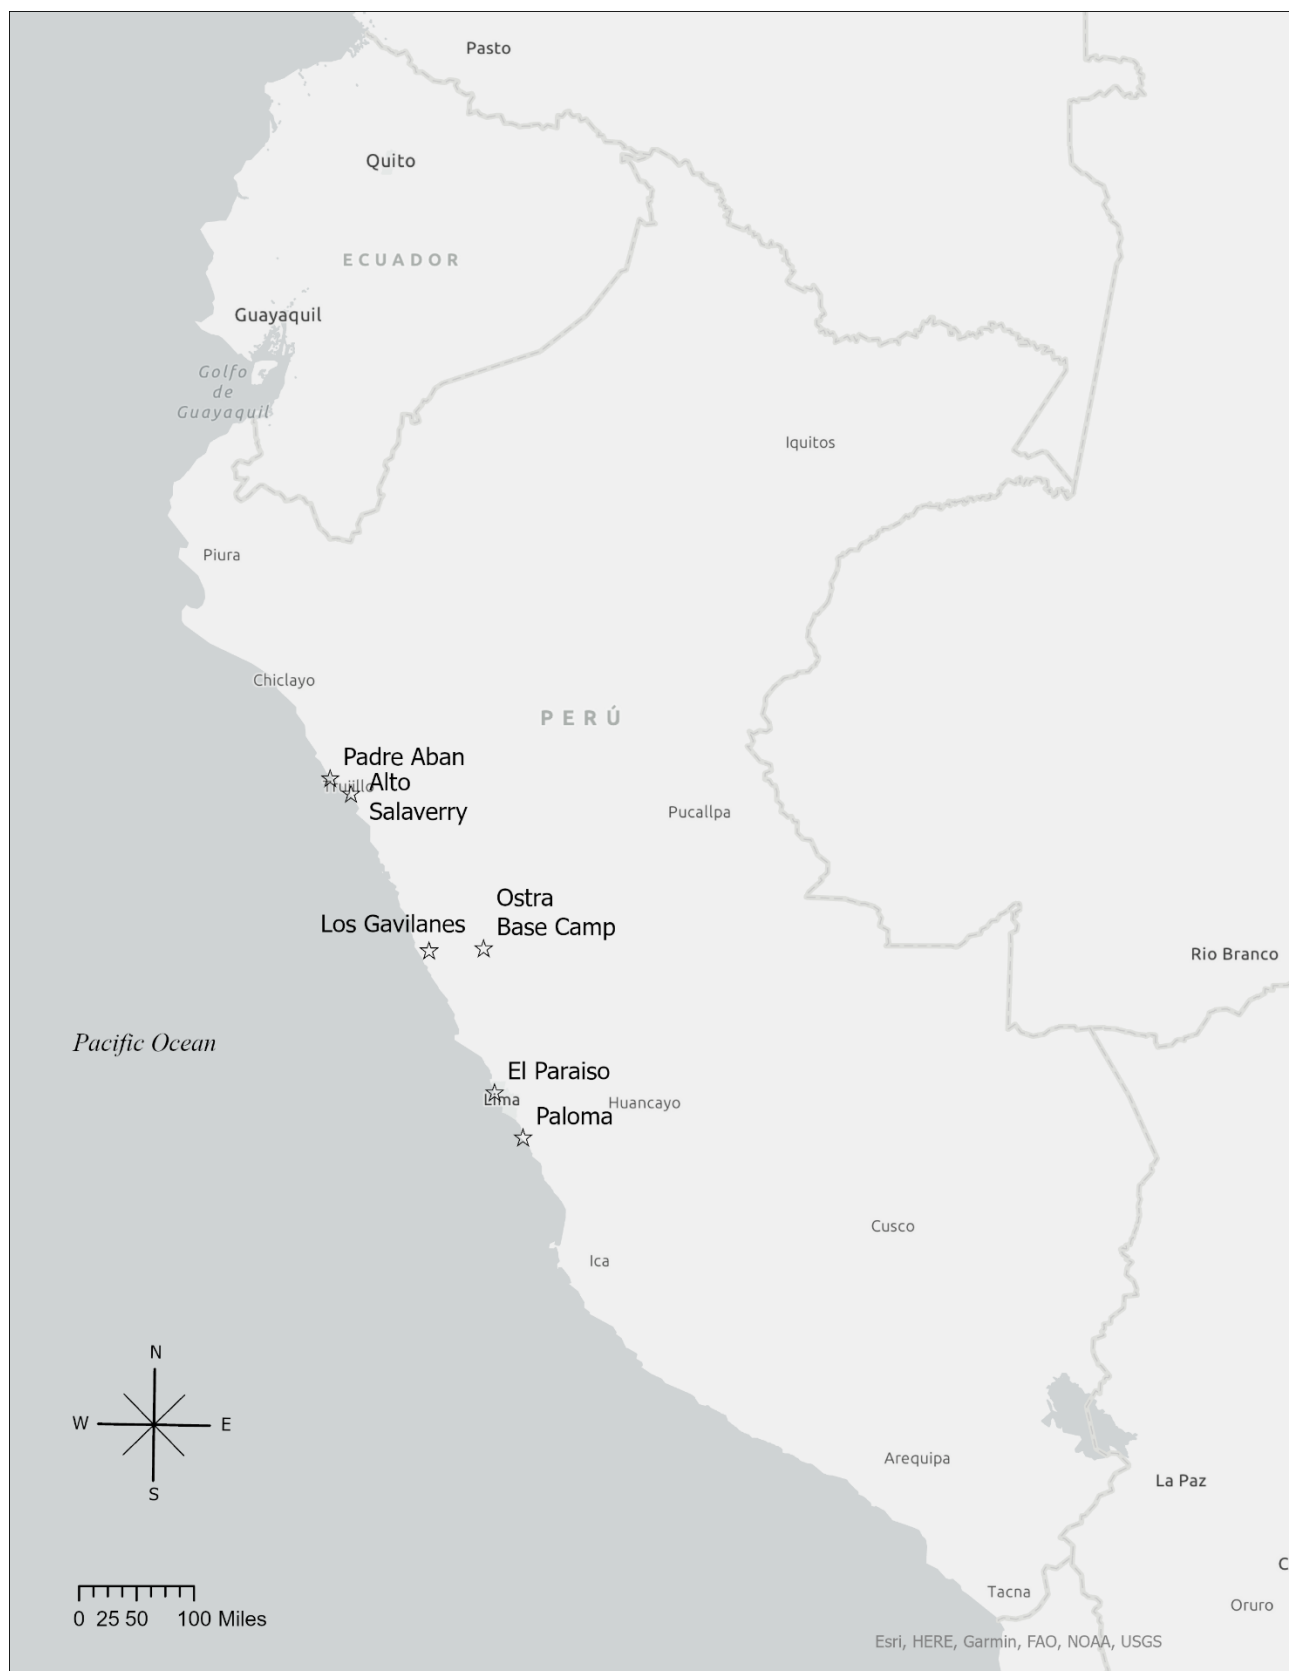 Pasto
Quito
ECUADOR
Guayaquil
Golfo
de
Guayaquil
Iquitos
Piura
Chiclayo
PERÚ
Padre Aban
Trujillo
Alto
Salaverry
Pucallpa
Ostra
Base Camp
Los Gavilanes
Rio Branco
Pacific Ocean
El Paraiso
Lima
Huancayo
Paloma
Cusco
Ica
N
W E
S
Arequipa
La Paz
C
Tacna
Oruro
0 25 50 100 Miles
Esri, HERE, Garmin, FAO, NOAA, USGS